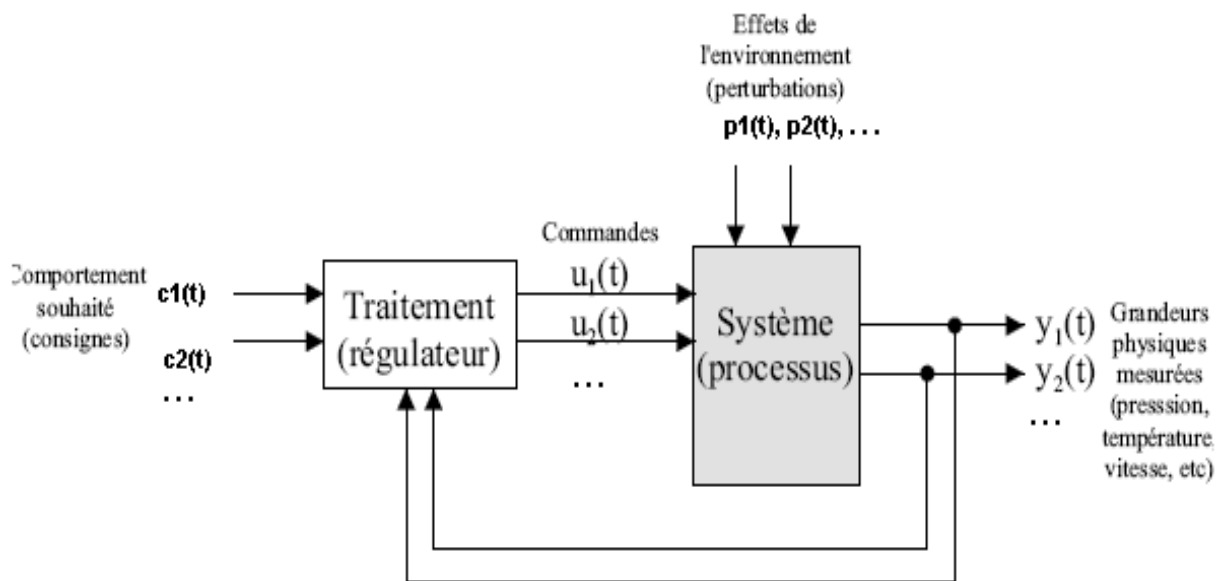 Effets de
l'environnement
(perturbations)
p1(t), p2(t), . . .
Commandes
Comportement
souhaité
(consignes)
c1(t)
c2(t)
. . .
Traitement
(régulateur)
u₁(t)
u₂(t)
. . .
Système
(processus)
y₁(t)
y₂(t)
. . .
Grandeurs
physiques
mesurées
(presssion,
température,
vitesse, etc)